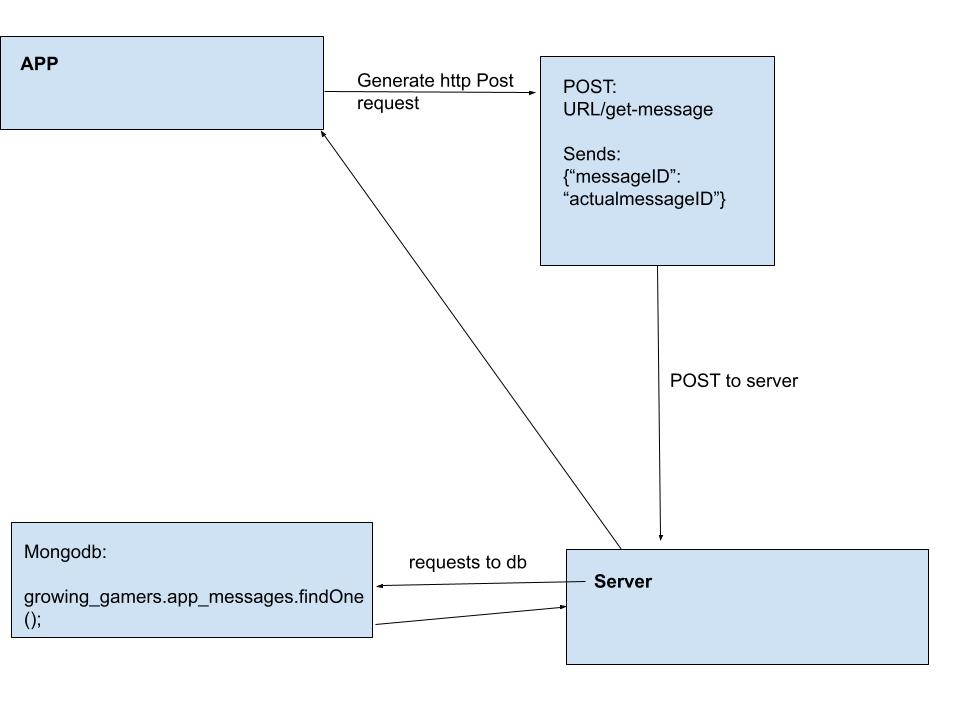 APP
Generate http Post
request
POST:
URL/get-message
Sends:
{“messageID”:
“actualmessageID”}
POST to server
Mongodb:
growing_gamers.app_messages.findOne
();
requests to db
Server